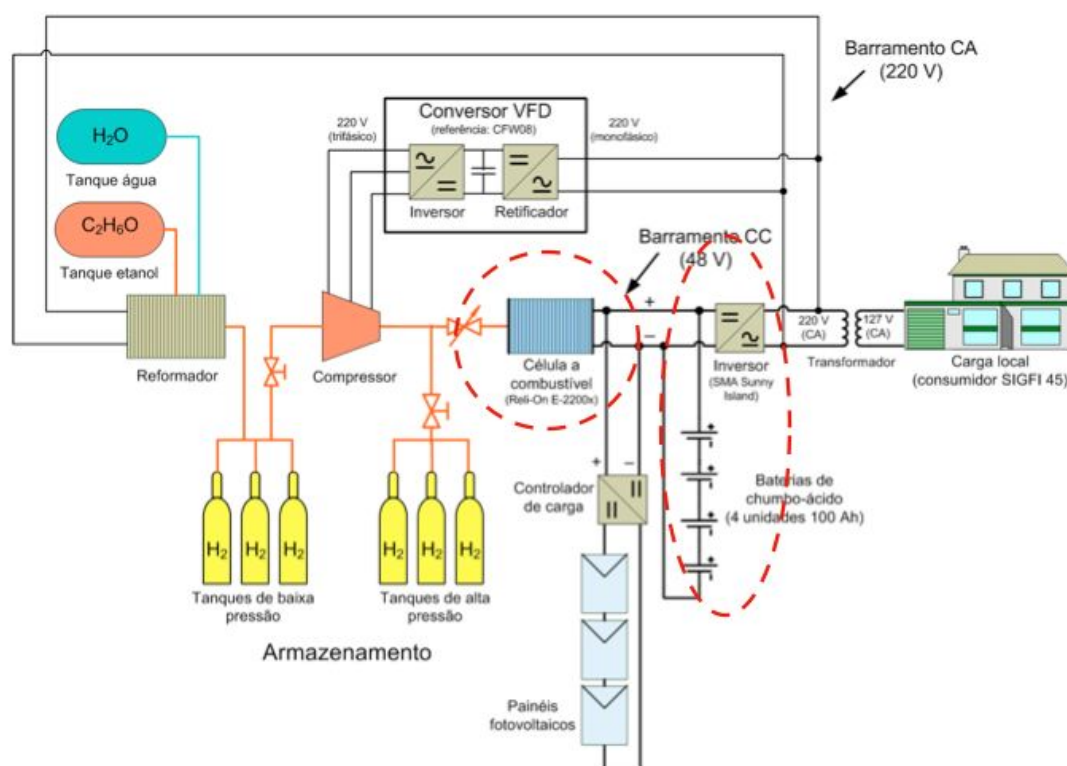 Barramento CA
(220 V)
Conversor VFD
(referência: CFW08)
220 V
(trifásico)
220 V
(monofásico)
Inversor
Retificador
H₂O
Tanque água
C₂H₆O
Tanque etanol
Reformador
Compressor
Barramento CC
(48 V)
+
–
Célula a
combustível
(Reli-On E-2200x)
Inversor
(SMA Sunny
Island)
220 V
(CA)
127 V
(CA)
Transformador
Carga local
(consumidor SIGFI 45)
+
–
Controlador
de carga
Baterias de
chumbo-ácido
(4 unidades 100 Ah)
H₂
H₂
H₂
Tanques de baixa
pressão
H₂
H₂
H₂
Tanques de alta
pressão
Armazenamento
Painéis
fotovoltaicos